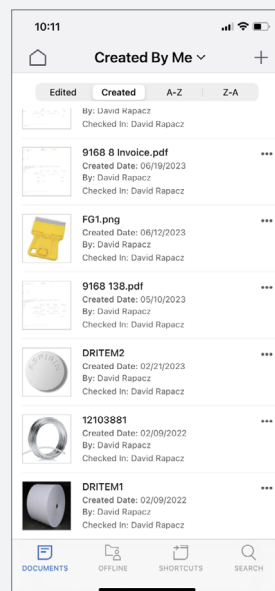 10:11
Created By Me
Edited Created A-Z Z-A
By: David Rapacz
Checked In: David Rapacz
9168 8 Invoice.pdf
Created Date: 06/19/2023
By: David Rapacz
Checked In: David Rapacz
FG1.png
Created Date: 06/12/2023
By: David Rapacz
Checked In: David Rapacz
9168 138.pdf
Created Date: 05/10/2023
By: David Rapacz
Checked In: David Rapacz
ASPIRIN
DRITEM2
Created Date: 02/21/2023
By: David Rapacz
Checked In: David Rapacz
12103881
Created Date: 02/09/2022
By: David Rapacz
Checked In: David Rapacz
DRITEM1
Created Date: 02/09/2022
By: David Rapacz
Checked In: David Rapacz
DOCUMENTS OFFLINE SHORTCUTS SEARCH